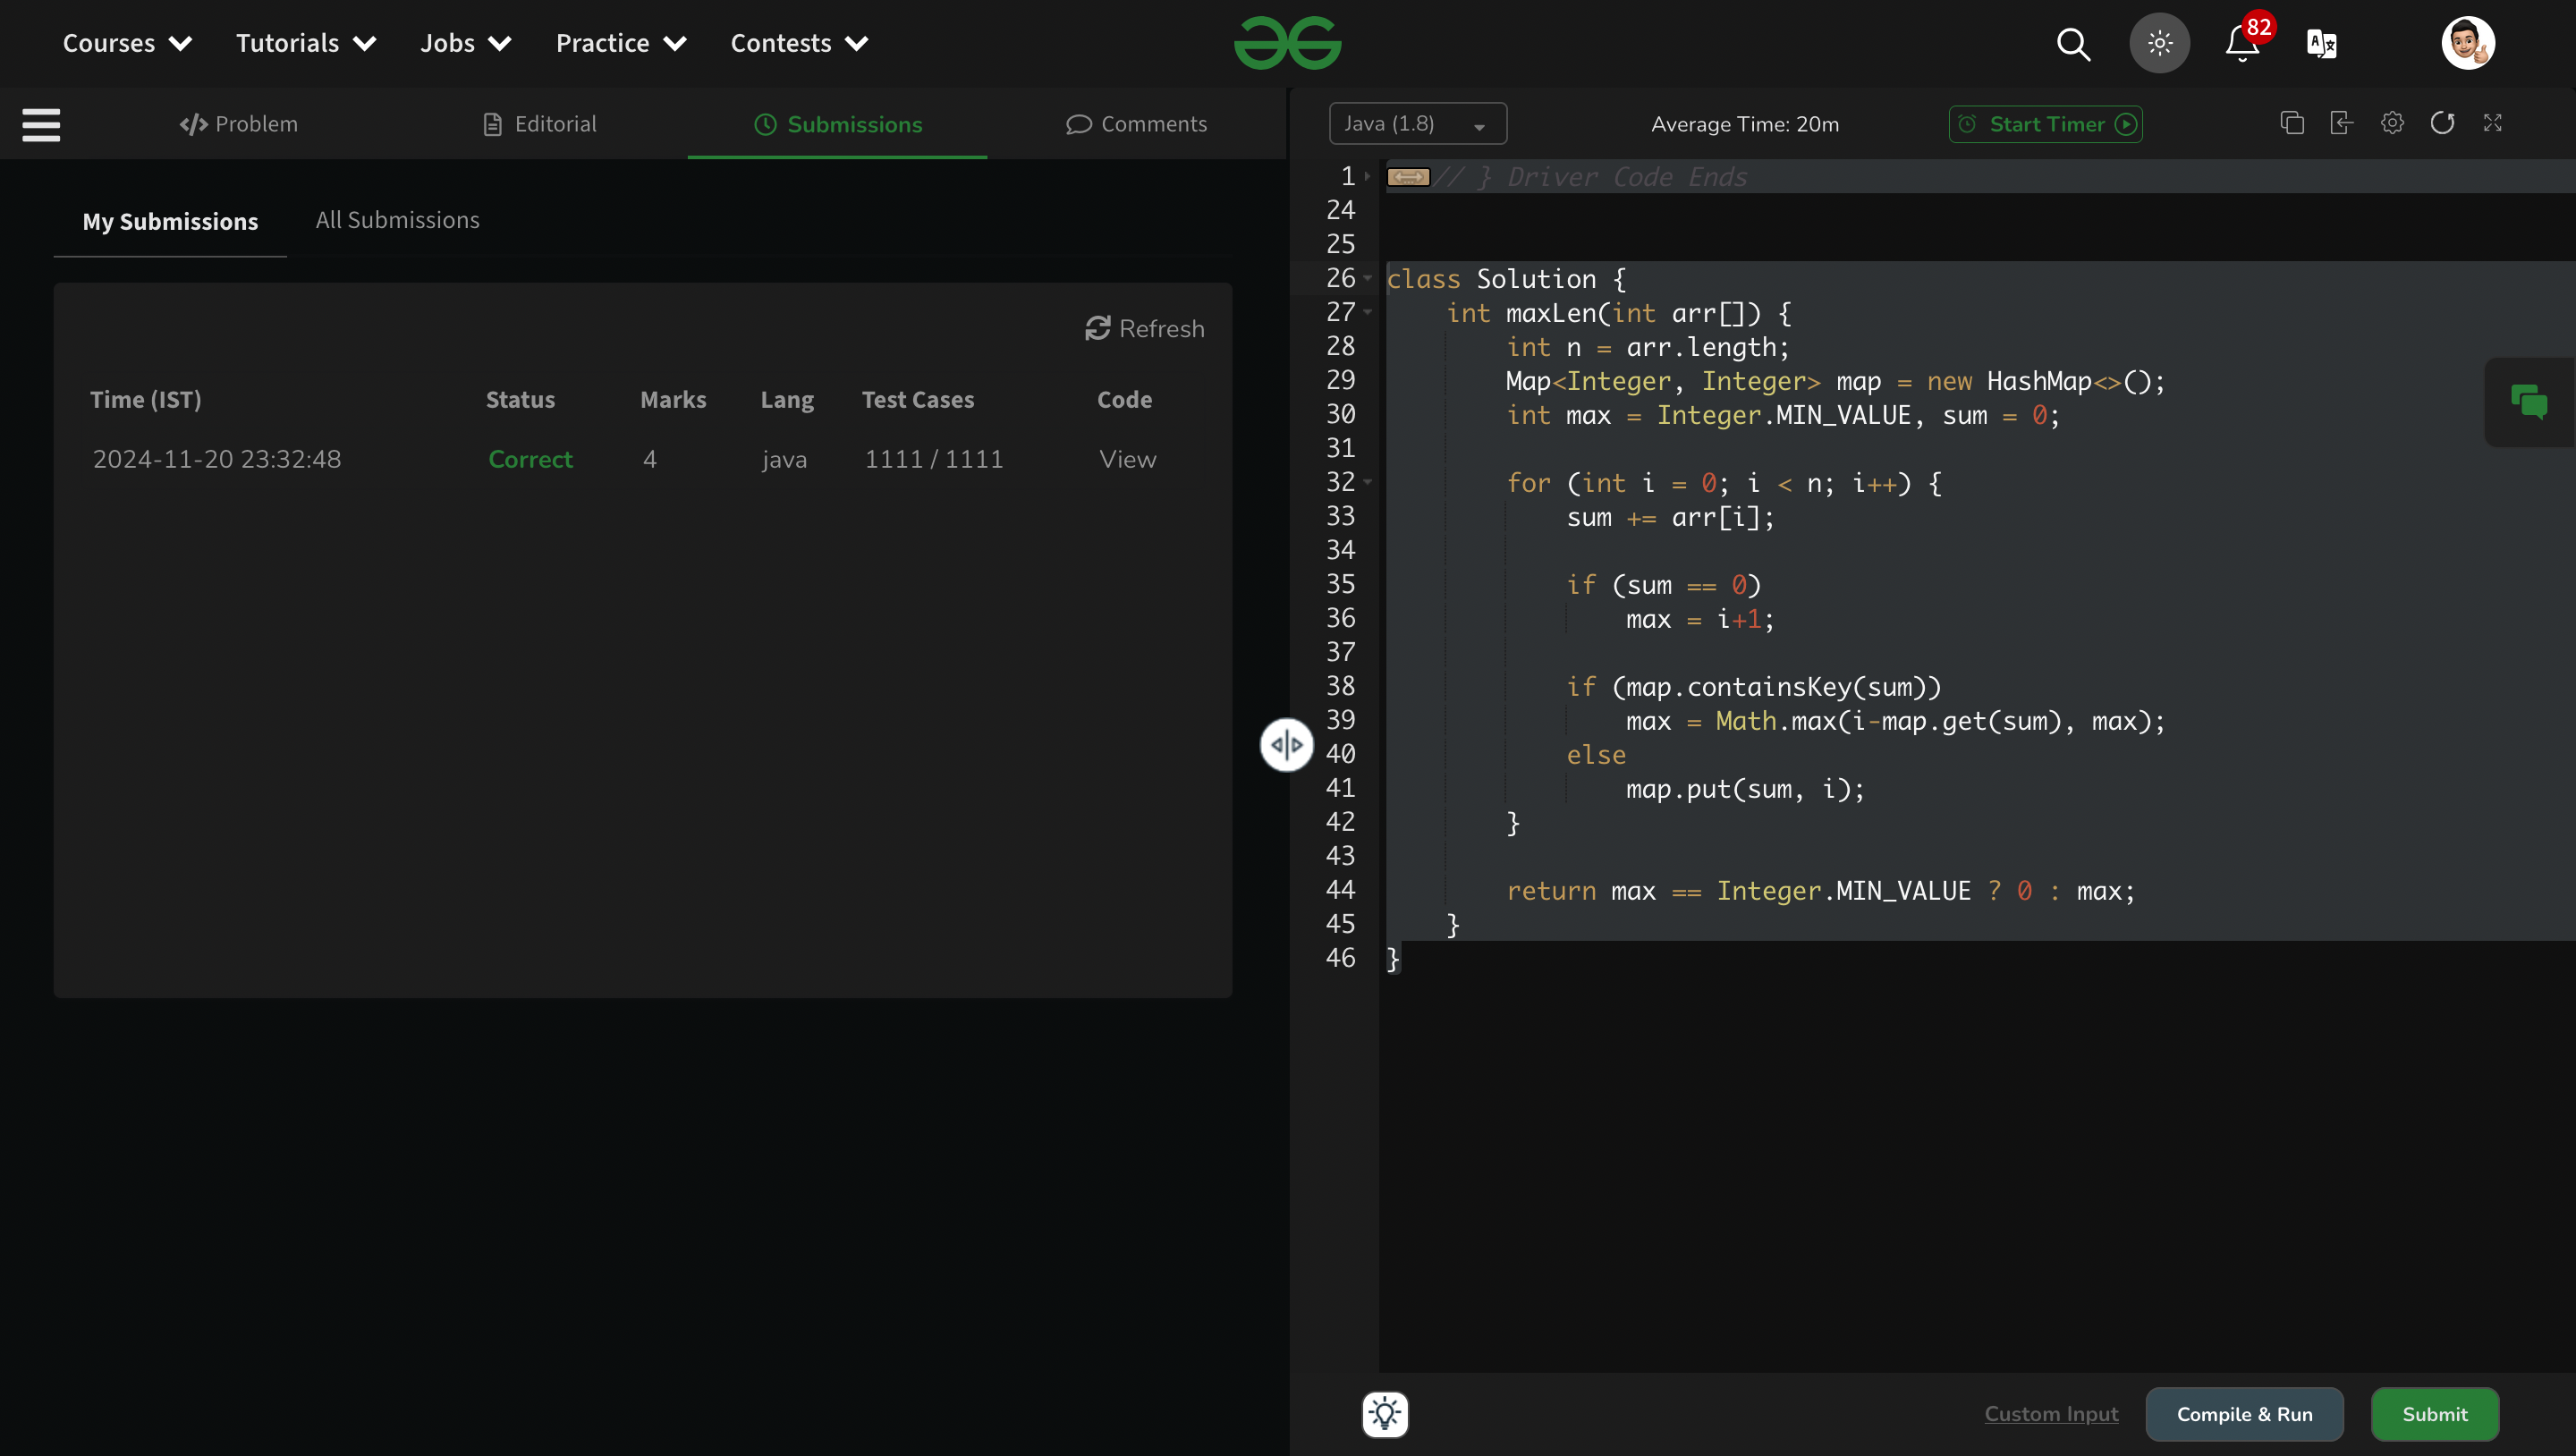 Courses Tutorials Jobs Practice Contests
82
Problem Editorial Submissions Comments
Java (1.8) Average Time: 20m Start Timer
My Submissions All Submissions
Refresh
Time (IST) Status Marks Lang Test Cases Code
2024-11-20 23:32:48 Correct 4 java 1111 / 1111 View
1 // } Driver Code Ends
24
25
26 class Solution {
27 int maxLen(int arr[]) {
28 int n = arr.length;
29 Map<Integer, Integer> map = new HashMap<>();
30 int max = Integer.MIN_VALUE, sum = 0;
31
32 for (int i = 0; i < n; i++) {
33 sum += arr[i];
34
35 if (sum == 0)
36 max = i+1;
37
38 if (map.containsKey(sum))
39 max = Math.max(i-map.get(sum), max);
40 else
41 map.put(sum, i);
42 }
43
44 return max == Integer.MIN_VALUE ? 0 : max;
45 }
46 }
Custom Input Compile & Run Submit